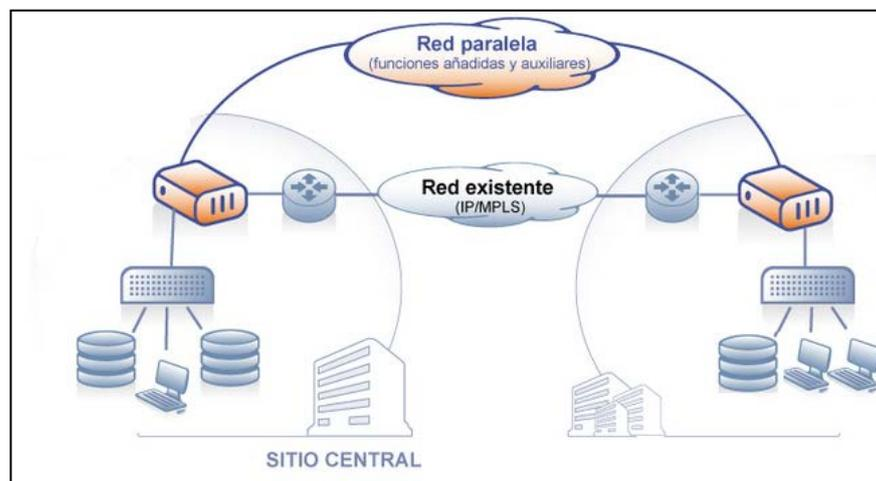 Red paralela
(funciones añadidas y auxiliares)
Red existente
(IP/MPLS)
SITIO CENTRAL